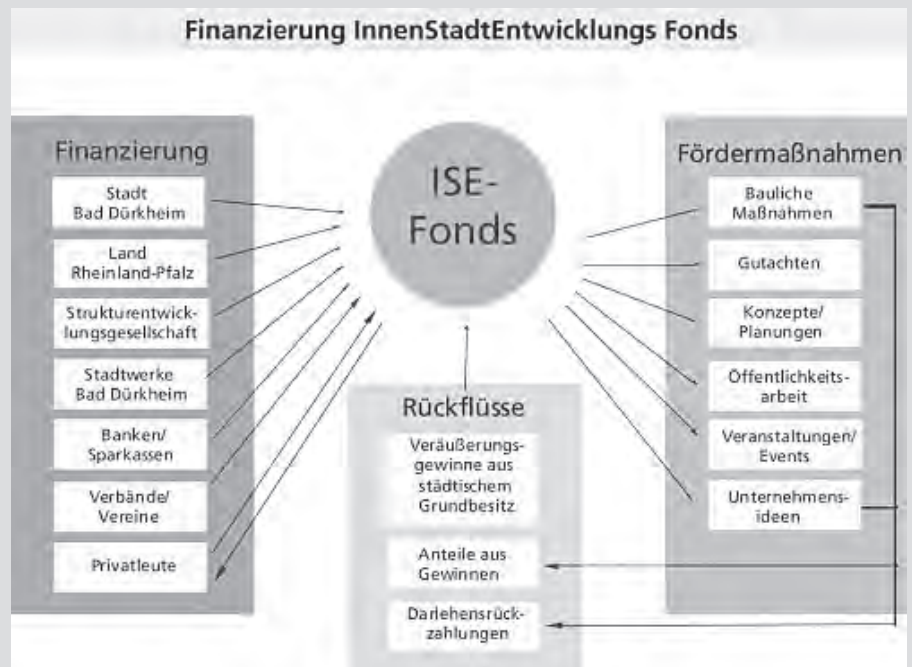 Finanzierung InnenStadtEntwicklungs Fonds
Finanzierung
Stadt
Bad Dürkheim
Land
Rheinland-Pfalz
Strukturentwick-
lungsgesellschaft
Stadtwerke
Bad Dürkheim
Banken/
Sparkassen
Verbände/
Vereine
Privatleute
ISE-
Fonds
Rückflüsse
Veräußerungs-
gewinne aus
städtischem
Grundbesitz
Anteile aus
Gewinnen
Darlehensrück-
zahlungen
Fördermaßnahmen
Bauliche
Maßnahmen
Gutachten
Konzepte/
Planungen
Öffentlichkeits-
arbeit
Veranstaltungen/
Events
Unternehmens-
ideen